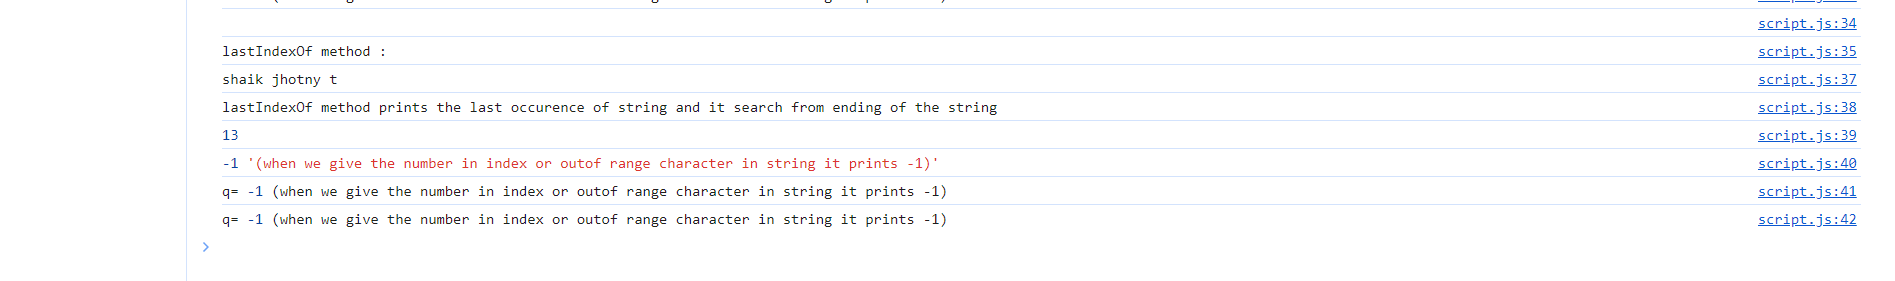 script.js:34
lastIndexOf method : script.js:35
shaik jhotny t script.js:37
lastIndexOf method prints the last occurence of string and it search from ending of the string script.js:38
13 script.js:39
-1 '(when we give the number in index or outof range character in string it prints -1)' script.js:40
q= -1 (when we give the number in index or outof range character in string it prints -1) script.js:41
q= -1 (when we give the number in index or outof range character in string it prints -1) script.js:42
>